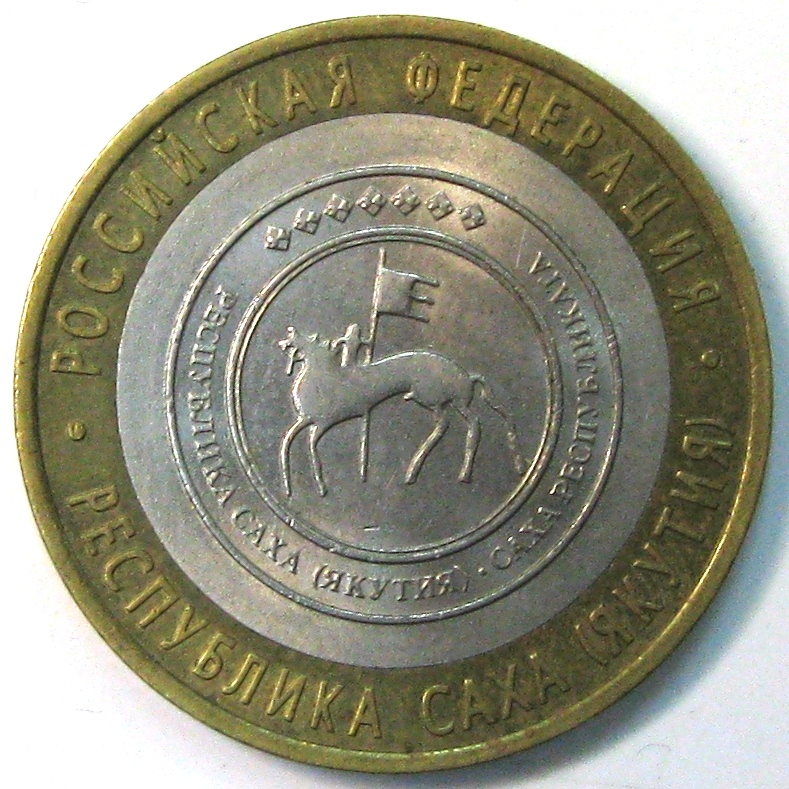 РОССИЙСКАЯ ФЕДЕРАЦИЯ
РЕСПУБЛИКА САХА (ЯКУТИЯ)
РЕСПУБЛИКА САХА (ЯКУТИЯ) · САХА РЕСПУБЛИКАТА